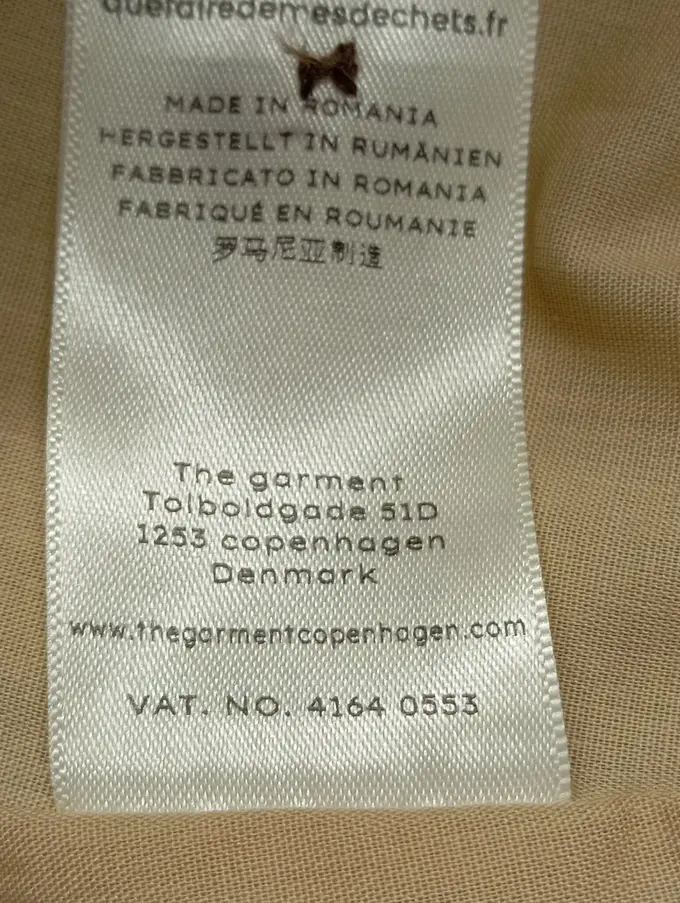 quefairedemesdechets.fr
MADE IN ROMANIA
HERGESTELLT IN RUMÄNIEN
FABBRICATO IN ROMANIA
FABRIQUÉ EN ROUMANIE
罗马尼亚制造
The garment
Tolboldgade 51D
1253 copenhagen
Denmark
www.thegarmentcopenhagen.com
VAT. NO. 4164 0553